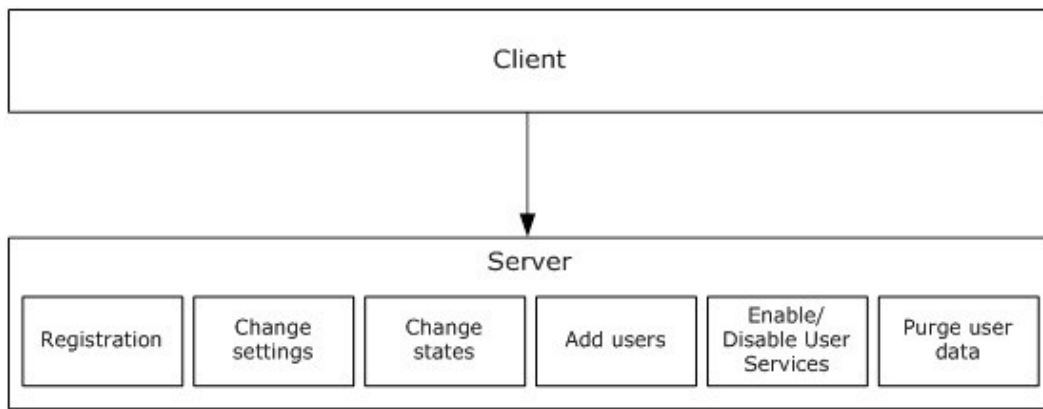 Client
Server
Registration
Change
settings
Change
states
Add users
Enable/
Disable User
Services
Purge user
data